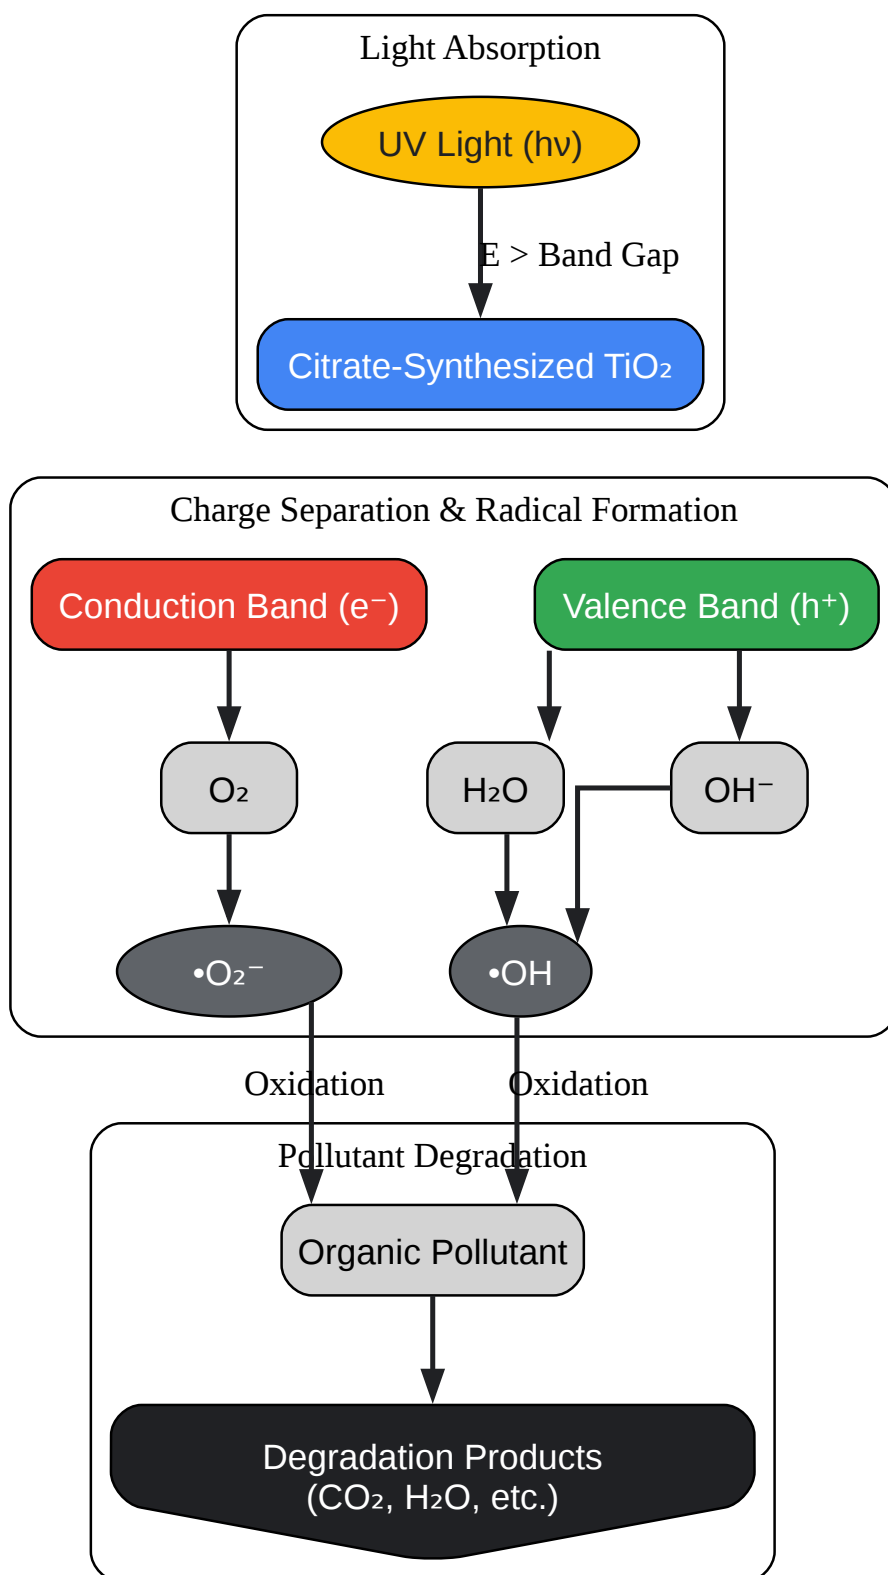 Light Absorption
UV Light (hν)
E > Band Gap
Citrate-Synthesized TiO₂
Charge Separation & Radical Formation
Conduction Band (e⁻)
Valence Band (h⁺)
O₂
H₂O
OH⁻
•O₂⁻
•OH
Oxidation
Oxidation
Pollutant Degradation
Organic Pollutant
Degradation Products
(CO₂, H₂O, etc.)